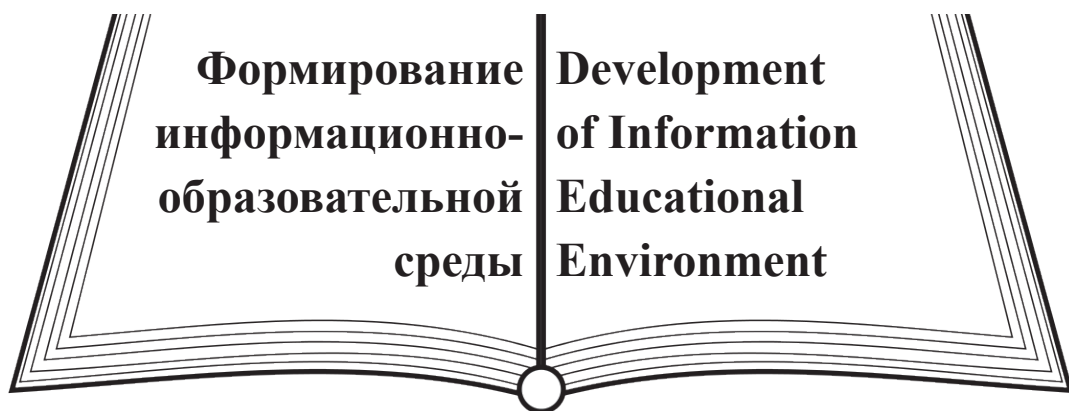 Формирование
информационно-
образовательной
среды
Development
of Information
Educational
Environment